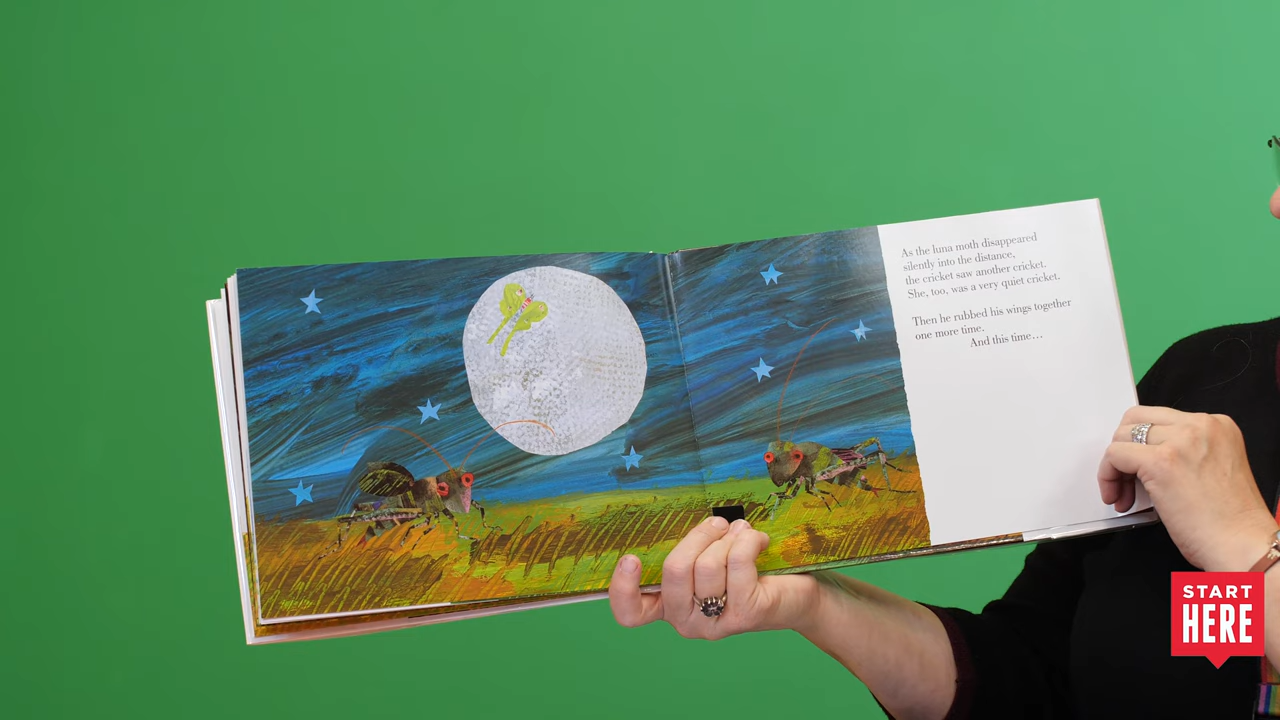 As the luna moth disappeared
silently into the distance,
the cricket saw another cricket.
She, too, was a very quiet cricket.
Then he rubbed his wings together
one more time.
And this time…
START
HERE